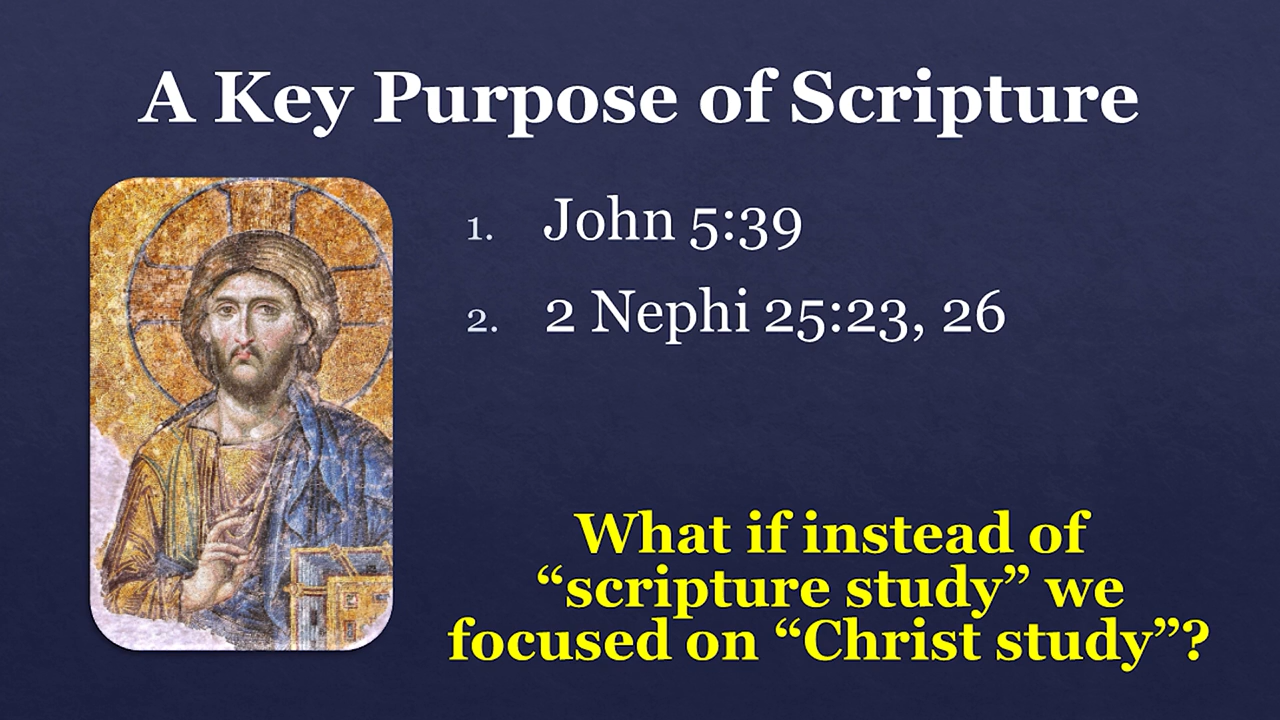 A Key Purpose of Scripture
1. John 5:39
2. 2 Nephi 25:23, 26
What if instead of
“scripture study” we
focused on “Christ study”?